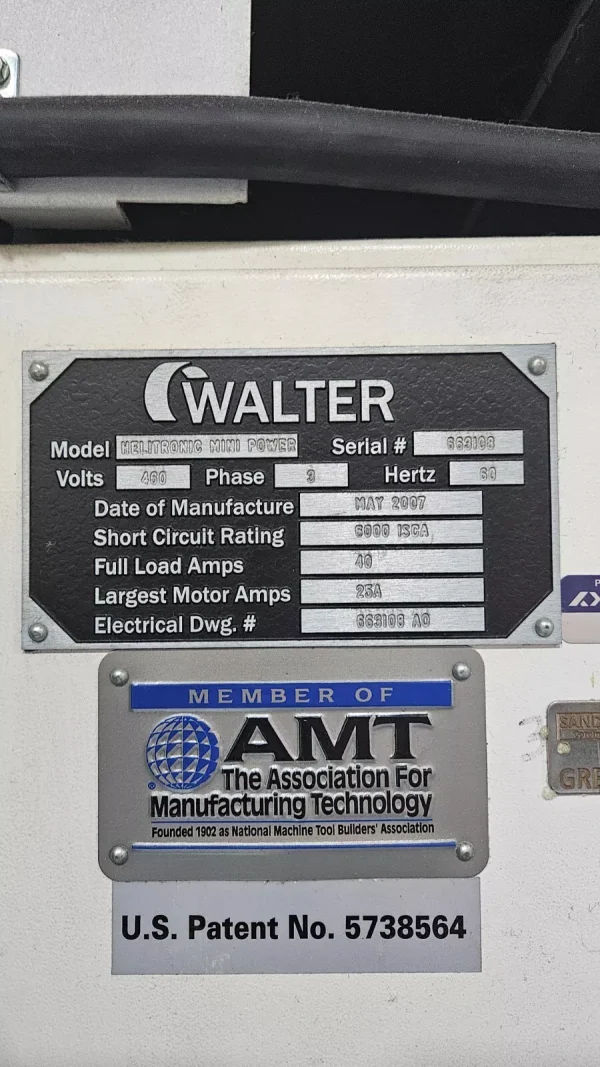 WALTER
Model HELITRONIC MINI POWER Serial # 663108
Volts 460 Phase 3 Hertz 60
Date of Manufacture MAY 2007
Short Circuit Rating 6000 ISCA
Full Load Amps 40
Largest Motor Amps 25A
Electrical Dwg. # 663108 AO
MEMBER OF
AMT
The Association For
Manufacturing Technology
Founded 1902 as National Machine Tool Builders' Association
U.S. Patent No. 5738564